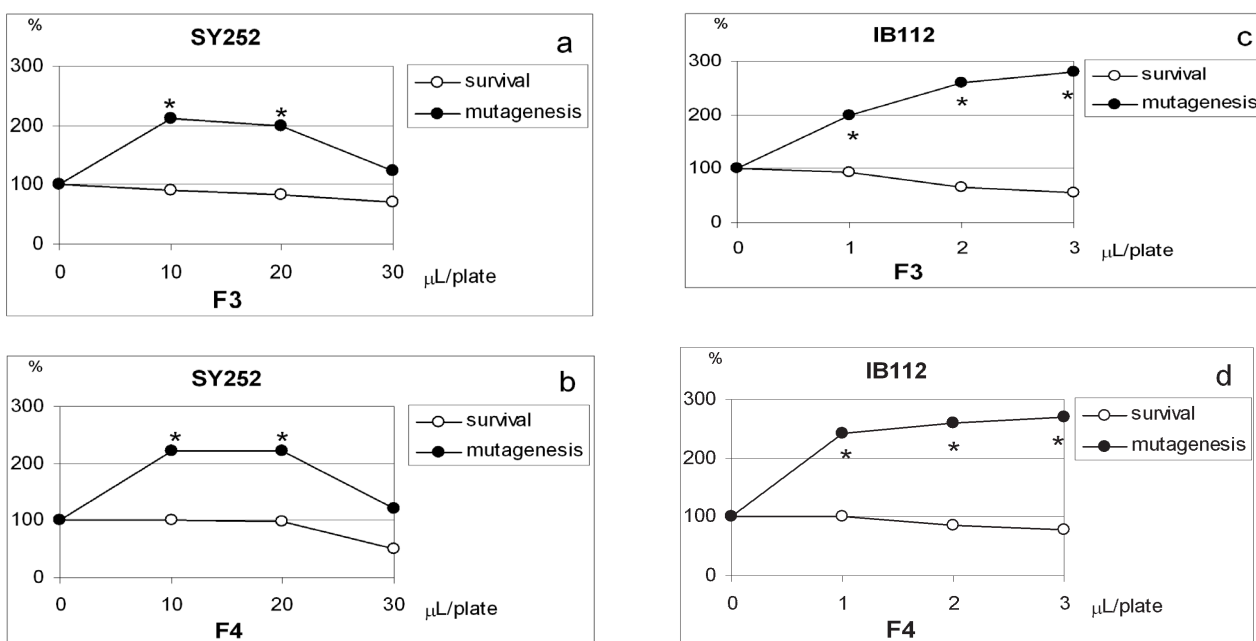 %
SY252
a
300
survival
mutagenesis
*
*
200
100
0
0
10
20
30
μL/plate
F3
%
IB112
c
300
survival
mutagenesis
*
*
*
200
100
0
0
1
2
3
μL/plate
F3
%
SY252
b
300
survival
mutagenesis
*
*
200
100
0
0
10
20
30
μL/plate
F4
%
IB112
d
300
survival
mutagenesis
*
*
*
200
100
0
0
1
2
3
μL/plate
F4